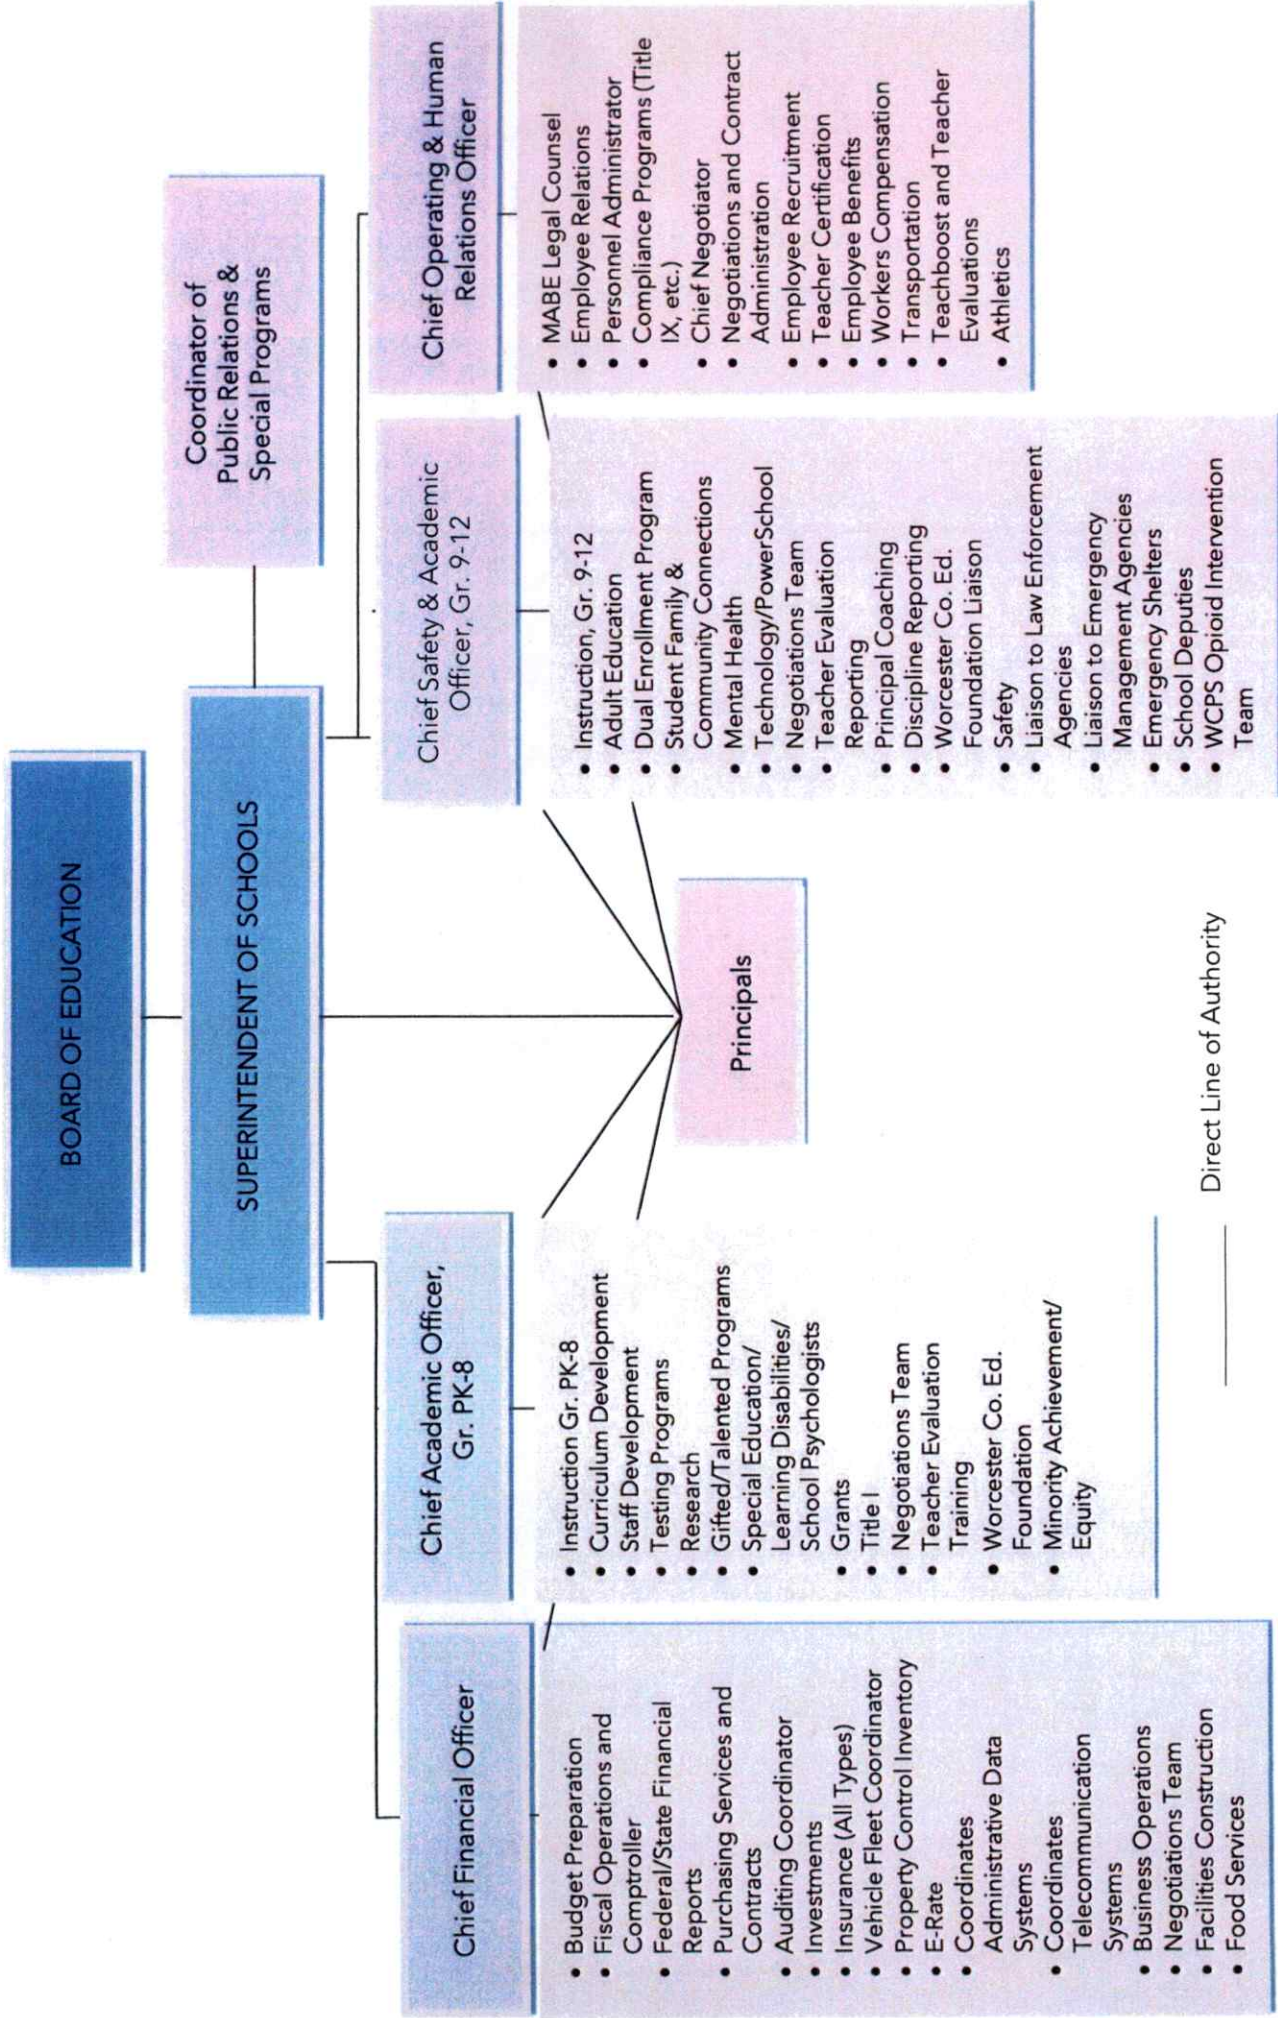 BOARD OF EDUCATION
SUPERINTENDENT OF SCHOOLS
Coordinator of
Public Relations &
Special Programs
Chief Financial Officer
• Budget Preparation
• Fiscal Operations and
Comptroller
• Federal/State Financial
Reports
• Purchasing Services and
Contracts
• Auditing Coordinator
• Investments
• Insurance (All Types)
• Vehicle Fleet Coordinator
• Property Control Inventory
• E-Rate
• Coordinates
Administrative Data
Systems
• Coordinates
Telecommunication
Systems
• Business Operations
• Negotiations Team
• Facilities Construction
• Food Services
Chief Academic Officer,
Gr. PK-8
• Instruction Gr. PK-8
• Curriculum Development
• Staff Development
• Testing Programs
• Research
• Gifted/Talented Programs
• Special Education/
Learning Disabilities/
School Psychologists
• Grants
• Title I
• Negotiations Team
• Teacher Evaluation
Training
• Worcester Co. Ed.
Foundation
• Minority Achievement/
Equity
Principals
Chief Safety & Academic
Officer, Gr. 9-12
• Instruction, Gr. 9-12
• Adult Education
• Dual Enrollment Program
• Student Family &
Community Connections
• Mental Health
• Technology/PowerSchool
• Negotiations Team
• Teacher Evaluation
Reporting
• Principal Coaching
• Discipline Reporting
• Worcester Co. Ed.
Foundation Liaison
• Safety
• Liaison to Law Enforcement
Agencies
• Liaison to Emergency
Management Agencies
• Emergency Shelters
• School Deputies
• WCPS Opioid Intervention
Team
Chief Operating & Human
Relations Officer
• MABE Legal Counsel
• Employee Relations
• Personnel Administrator
• Compliance Programs (Title
IX, etc.)
• Chief Negotiator
• Negotiations and Contract
Administration
• Employee Recruitment
• Teacher Certification
• Employee Benefits
• Workers Compensation
• Transportation
• Teachboost and Teacher
Evaluations
• Athletics
Direct Line of Authority